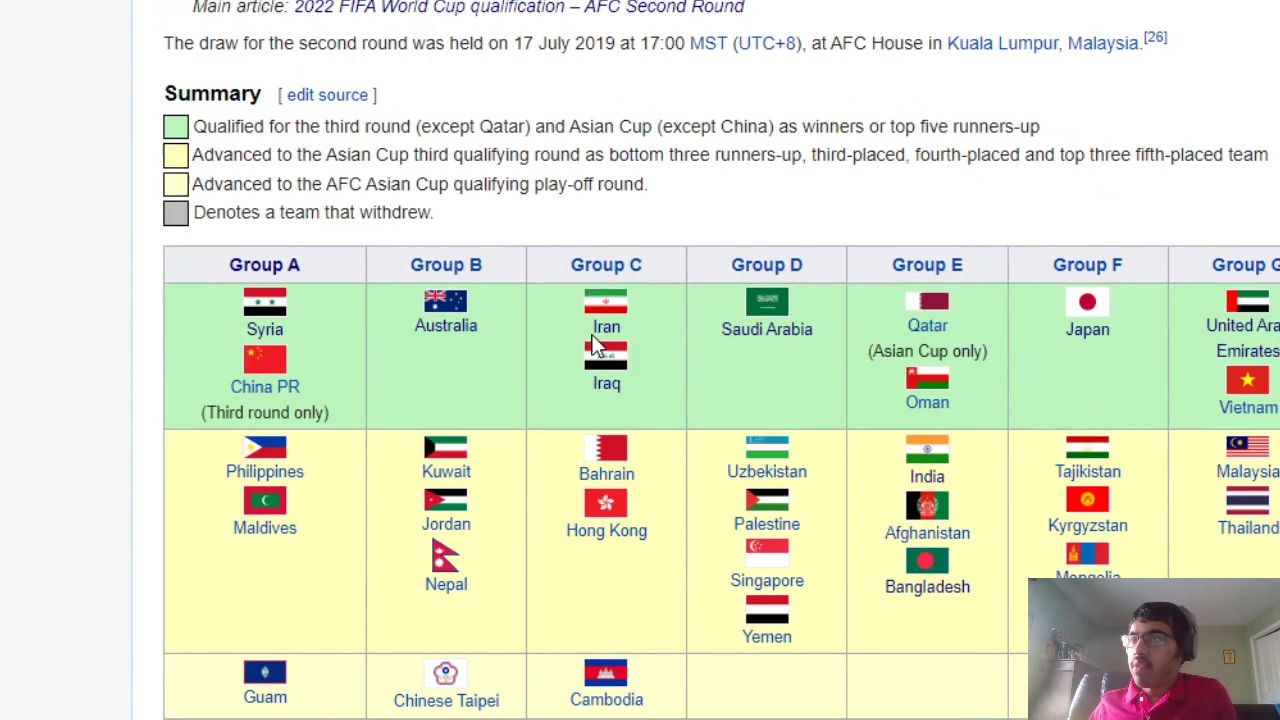 Main article: 2022 FIFA World Cup qualification – AFC Second Round
The draw for the second round was held on 17 July 2019 at 17:00 MST (UTC+8), at AFC House in Kuala Lumpur, Malaysia.[26]
Summary [ edit source ]
Qualified for the third round (except Qatar) and Asian Cup (except China) as winners or top five runners-up
Advanced to the Asian Cup third qualifying round as bottom three runners-up, third-placed, fourth-placed and top three fifth-placed team
Advanced to the AFC Asian Cup qualifying play-off round.
Denotes a team that withdrew.
Group A Group B Group C Group D Group E Group F Group G
Syria
China PR
(Third round only)
Australia
Iran
Iraq
Saudi Arabia
Qatar
(Asian Cup only)
Oman
Japan
United Ara
Emirates
Vietnam
Philippines
Maldives
Kuwait
Jordan
Nepal
Bahrain
Hong Kong
Uzbekistan
Palestine
Singapore
Yemen
India
Afghanistan
Bangladesh
Tajikistan
Kyrgyzstan
Mongolia
Malaysia
Thailand
Guam
Chinese Taipei
Cambodia